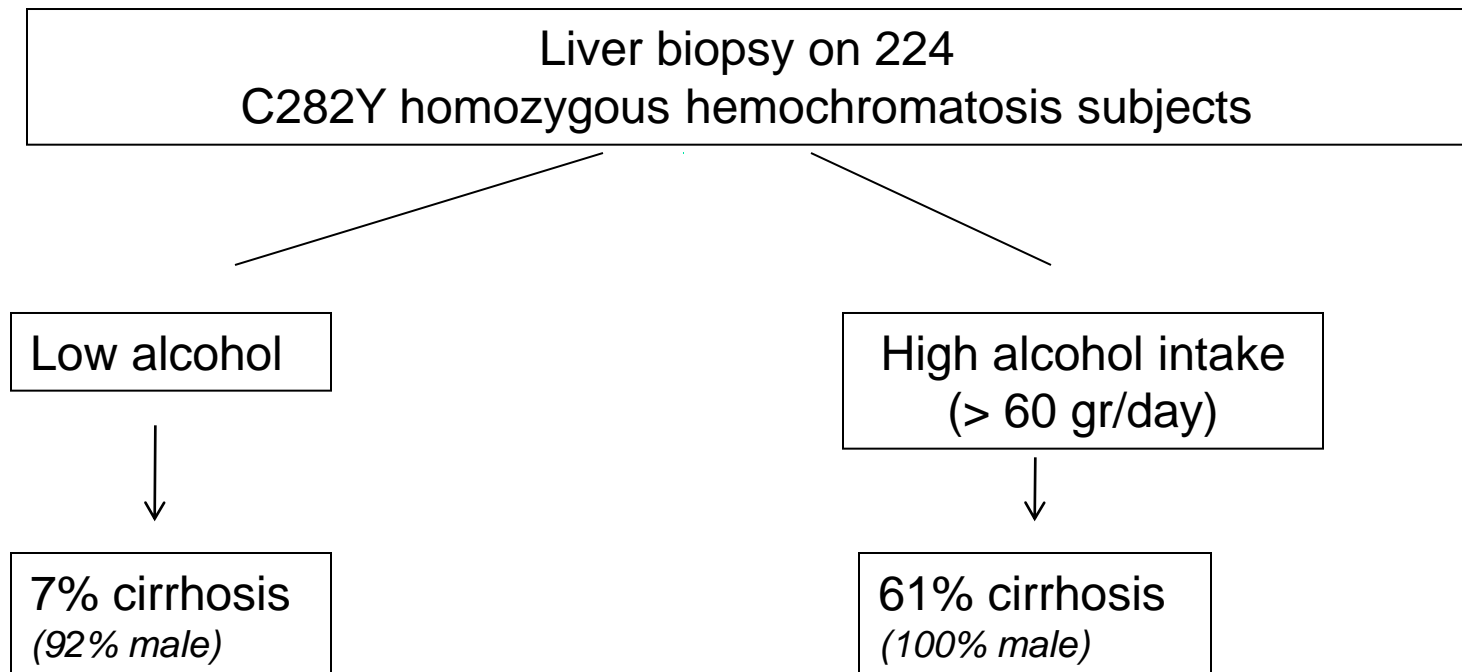 Liver biopsy on 224
C282Y homozygous hemochromatosis subjects
Low alcohol
High alcohol intake
(> 60 gr/day)
7% cirrhosis
(92% male)
61% cirrhosis
(100% male)